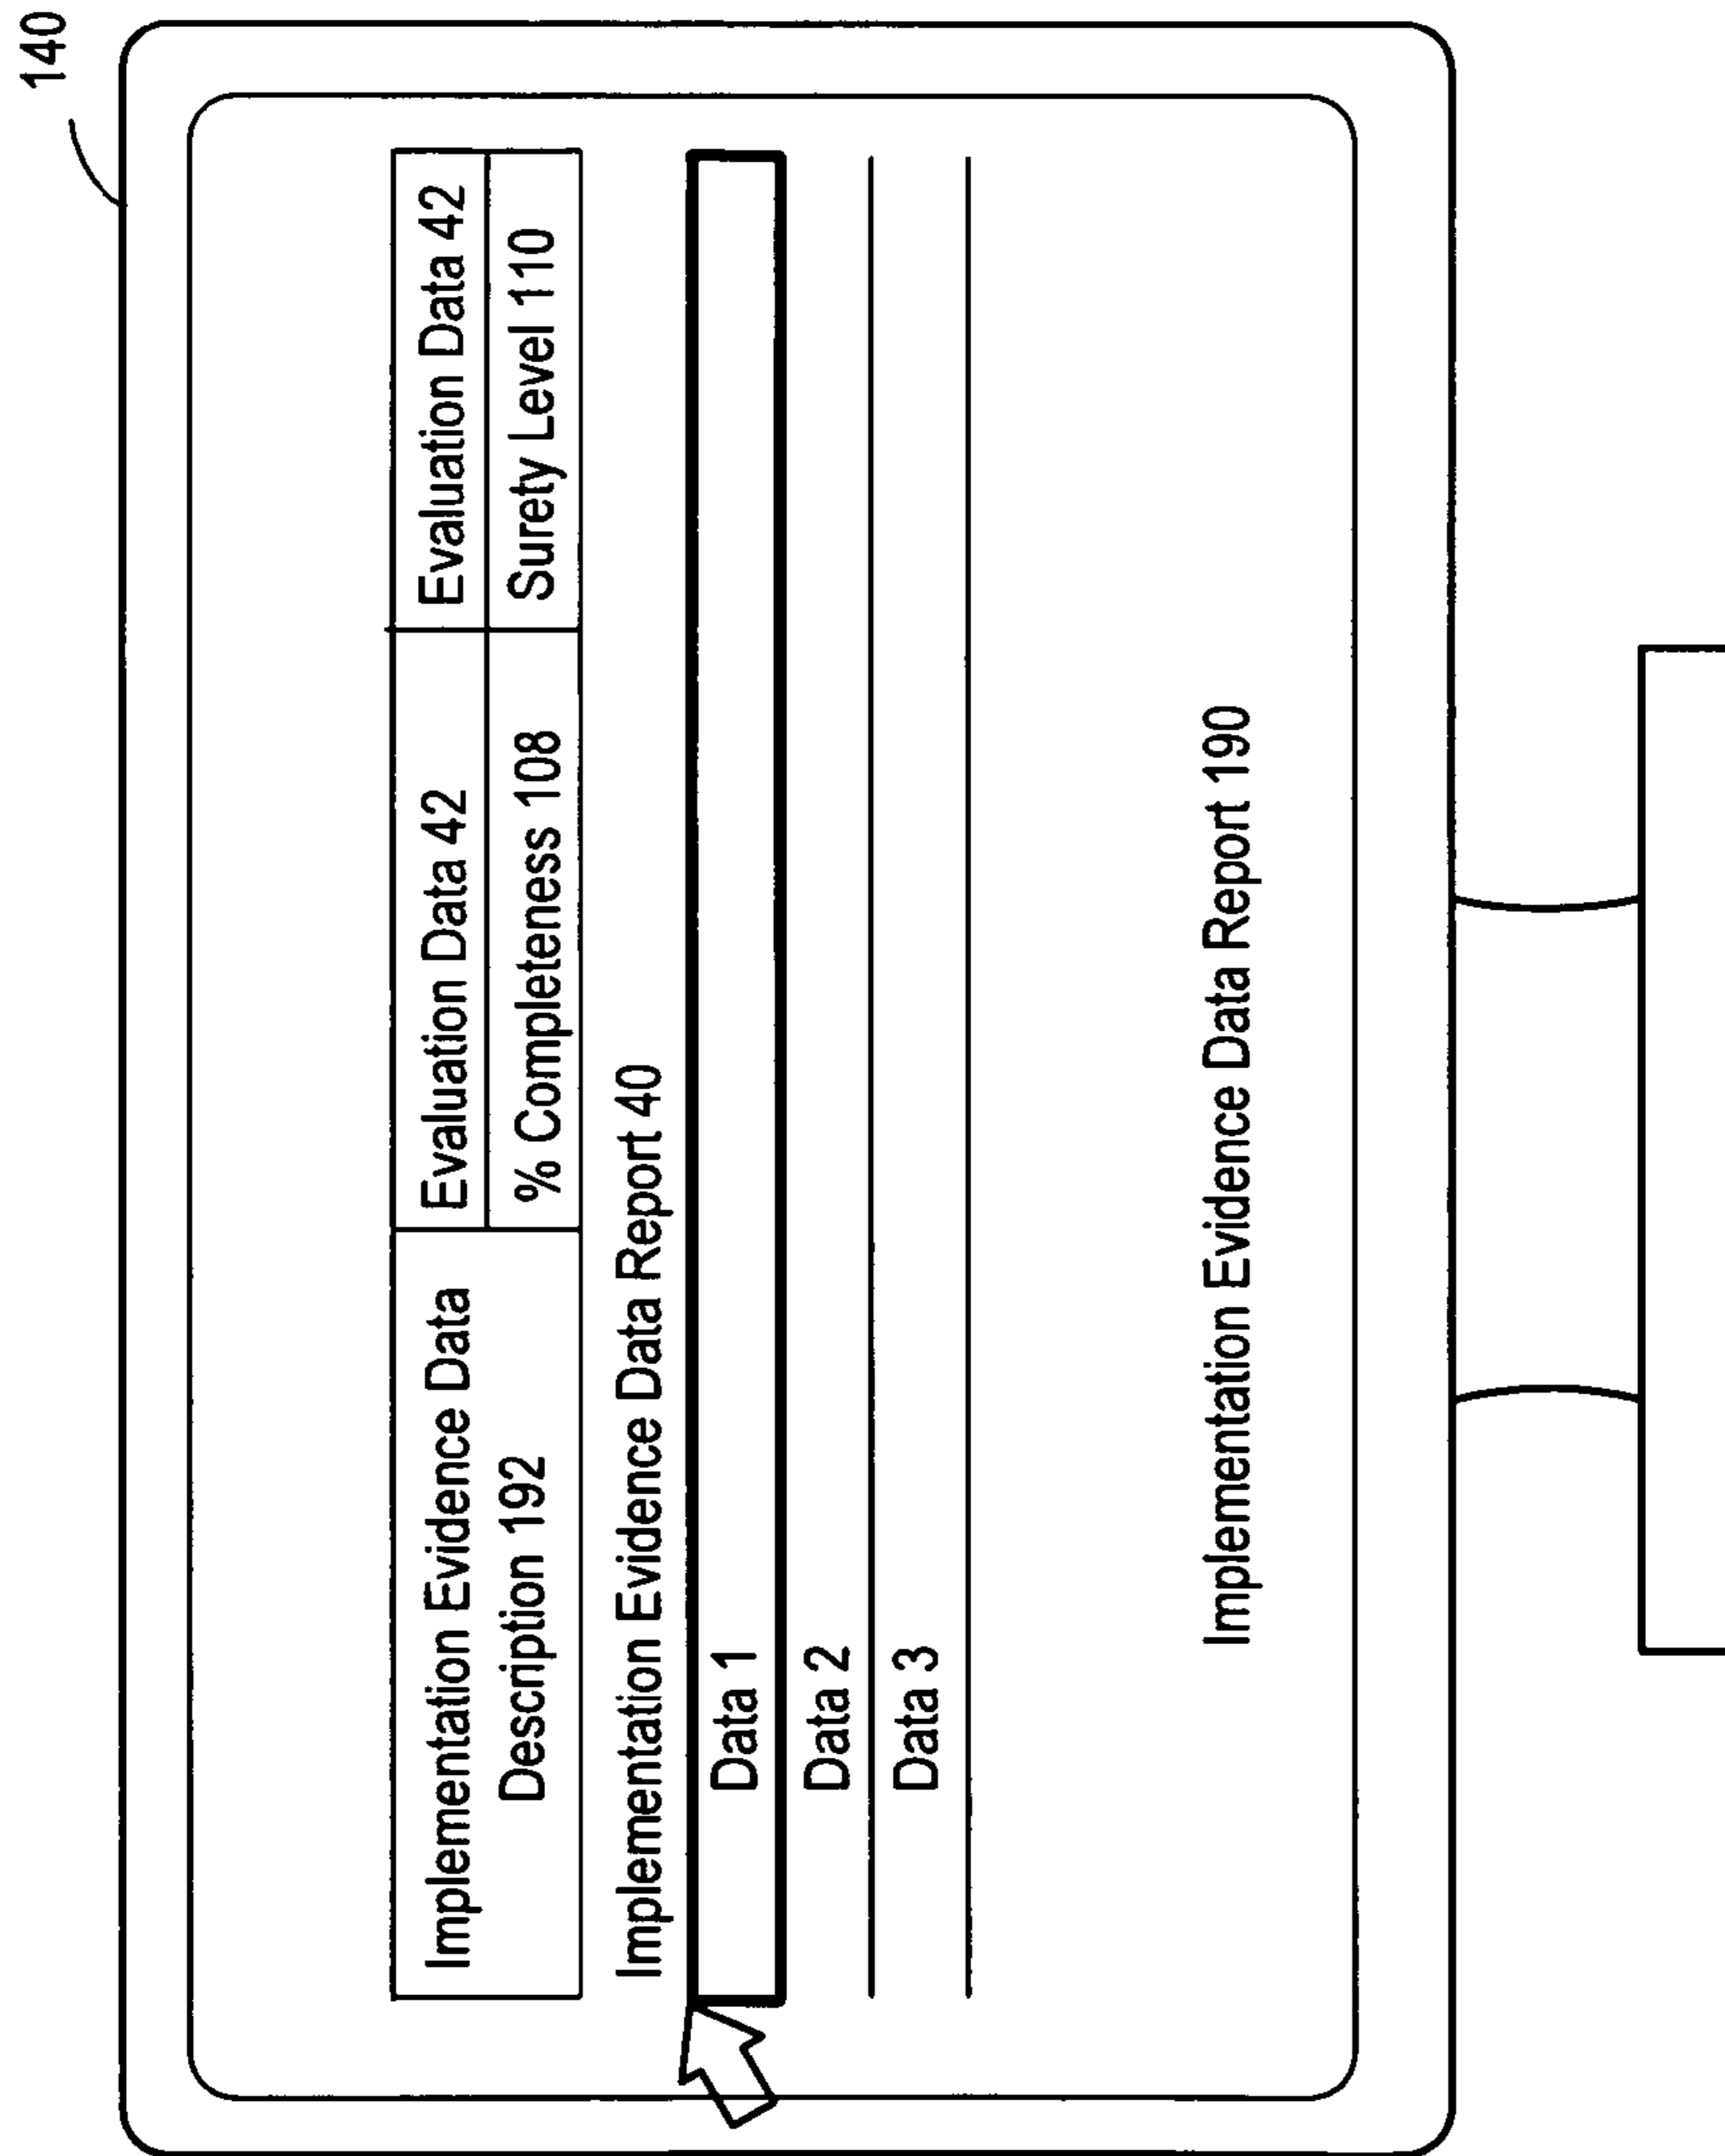 140
Implementation Evidence Data
Description 192
Evaluation Data 42
Evaluation Data 42
% Completeness 108
Surety Level 110
Implementation Evidence Data Report 40
Data 1
Data 2
Data 3
Implementation Evidence Data Report 190